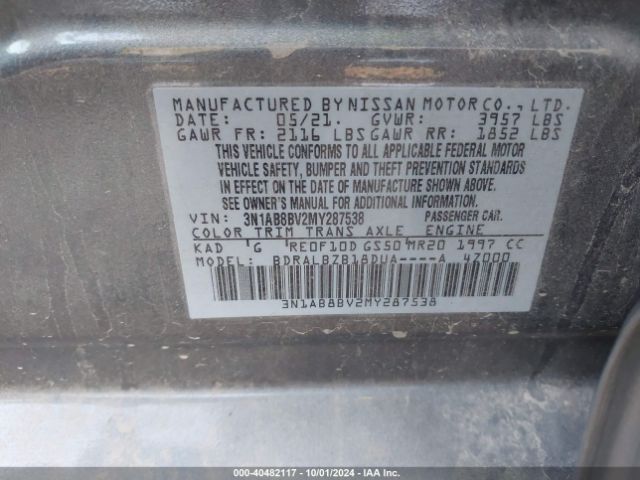 MANUFACTURED BY NISSAN MOTOR CO., LTD.
DATE: 05/21. GVWR: 3957 LBS
GAWR FR: 2116 LBS GAWR RR: 1852 LBS
THIS VEHICLE CONFORMS TO ALL APPLICABLE FEDERAL MOTOR
VEHICLE SAFETY, BUMPER AND THEFT PREVENTION STANDARDS
IN EFFECT ON THE DATE OF MANUFACTURE SHOWN ABOVE.
SEE OWNER'S MANUAL FOR ADDITIONAL INFORMATION.
VIN: 3N1AB8BV2MY287538 PASSENGER CAR.
COLOR TRIM TRANS AXLE ENGINE
KAD G RE0F10D GS50 MR20 1997 CC
MODEL: BDRALBZB18DUA----A 47000
3N1AB8BV2MY287538
000-40482117 - 10/01/2024 - IAA Inc.